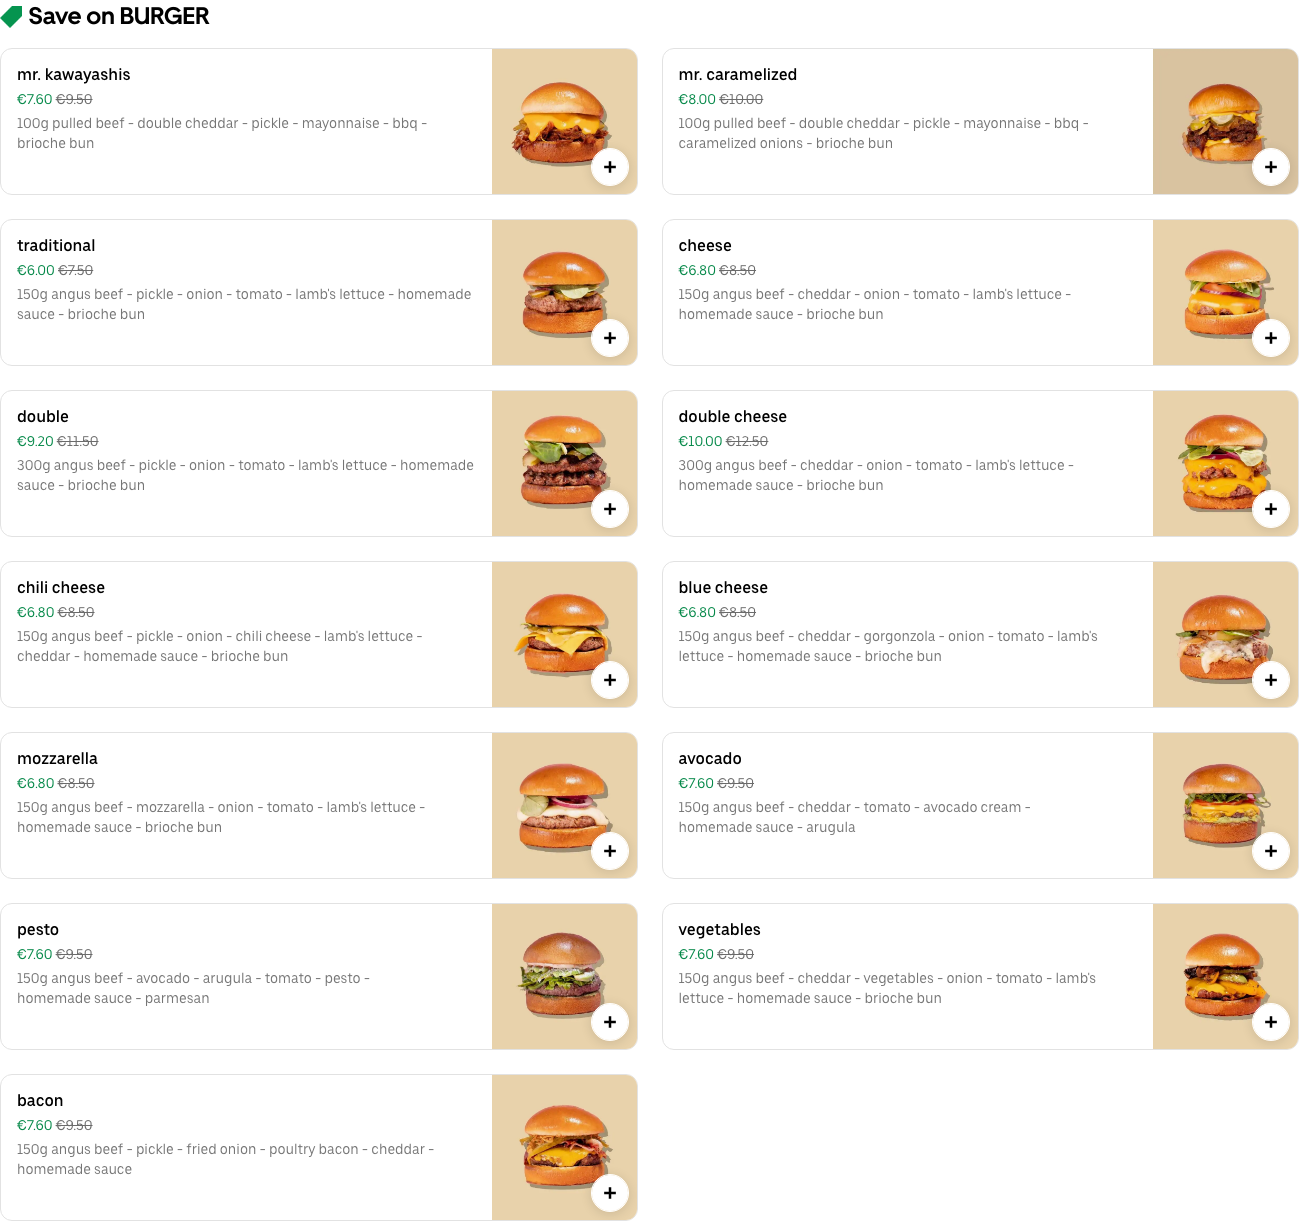 Save on BURGER
mr. kawayashis
€7.60 €9.50
100g pulled beef - double cheddar - pickle - mayonnaise - bbq -
brioche bun
mr. caramelized
€8.00 €10.00
100g pulled beef - double cheddar - pickle - mayonnaise - bbq -
caramelized onions - brioche bun
traditional
€6.00 €7.50
150g angus beef - pickle - onion - tomato - lamb's lettuce - homemade
sauce - brioche bun
cheese
€6.80 €8.50
150g angus beef - cheddar - onion - tomato - lamb's lettuce -
homemade sauce - brioche bun
double
€9.20 €11.50
300g angus beef - pickle - onion - tomato - lamb's lettuce - homemade
sauce - brioche bun
double cheese
€10.00 €12.50
300g angus beef - cheddar - onion - tomato - lamb's lettuce -
homemade sauce - brioche bun
chili cheese
€6.80 €8.50
150g angus beef - pickle - onion - chili cheese - lamb's lettuce -
cheddar - homemade sauce - brioche bun
blue cheese
€6.80 €8.50
150g angus beef - cheddar - gorgonzola - onion - tomato - lamb's
lettuce - homemade sauce - brioche bun
mozzarella
€6.80 €8.50
150g angus beef - mozzarella - onion - tomato - lamb's lettuce -
homemade sauce - brioche bun
avocado
€7.60 €9.50
150g angus beef - cheddar - tomato - avocado cream -
homemade sauce - arugula
pesto
€7.60 €9.50
150g angus beef - avocado - arugula - tomato - pesto -
homemade sauce - parmesan
vegetables
€7.60 €9.50
150g angus beef - cheddar - vegetables - onion - tomato - lamb's
lettuce - homemade sauce - brioche bun
bacon
€7.60 €9.50
150g angus beef - pickle - fried onion - poultry bacon - cheddar -
homemade sauce